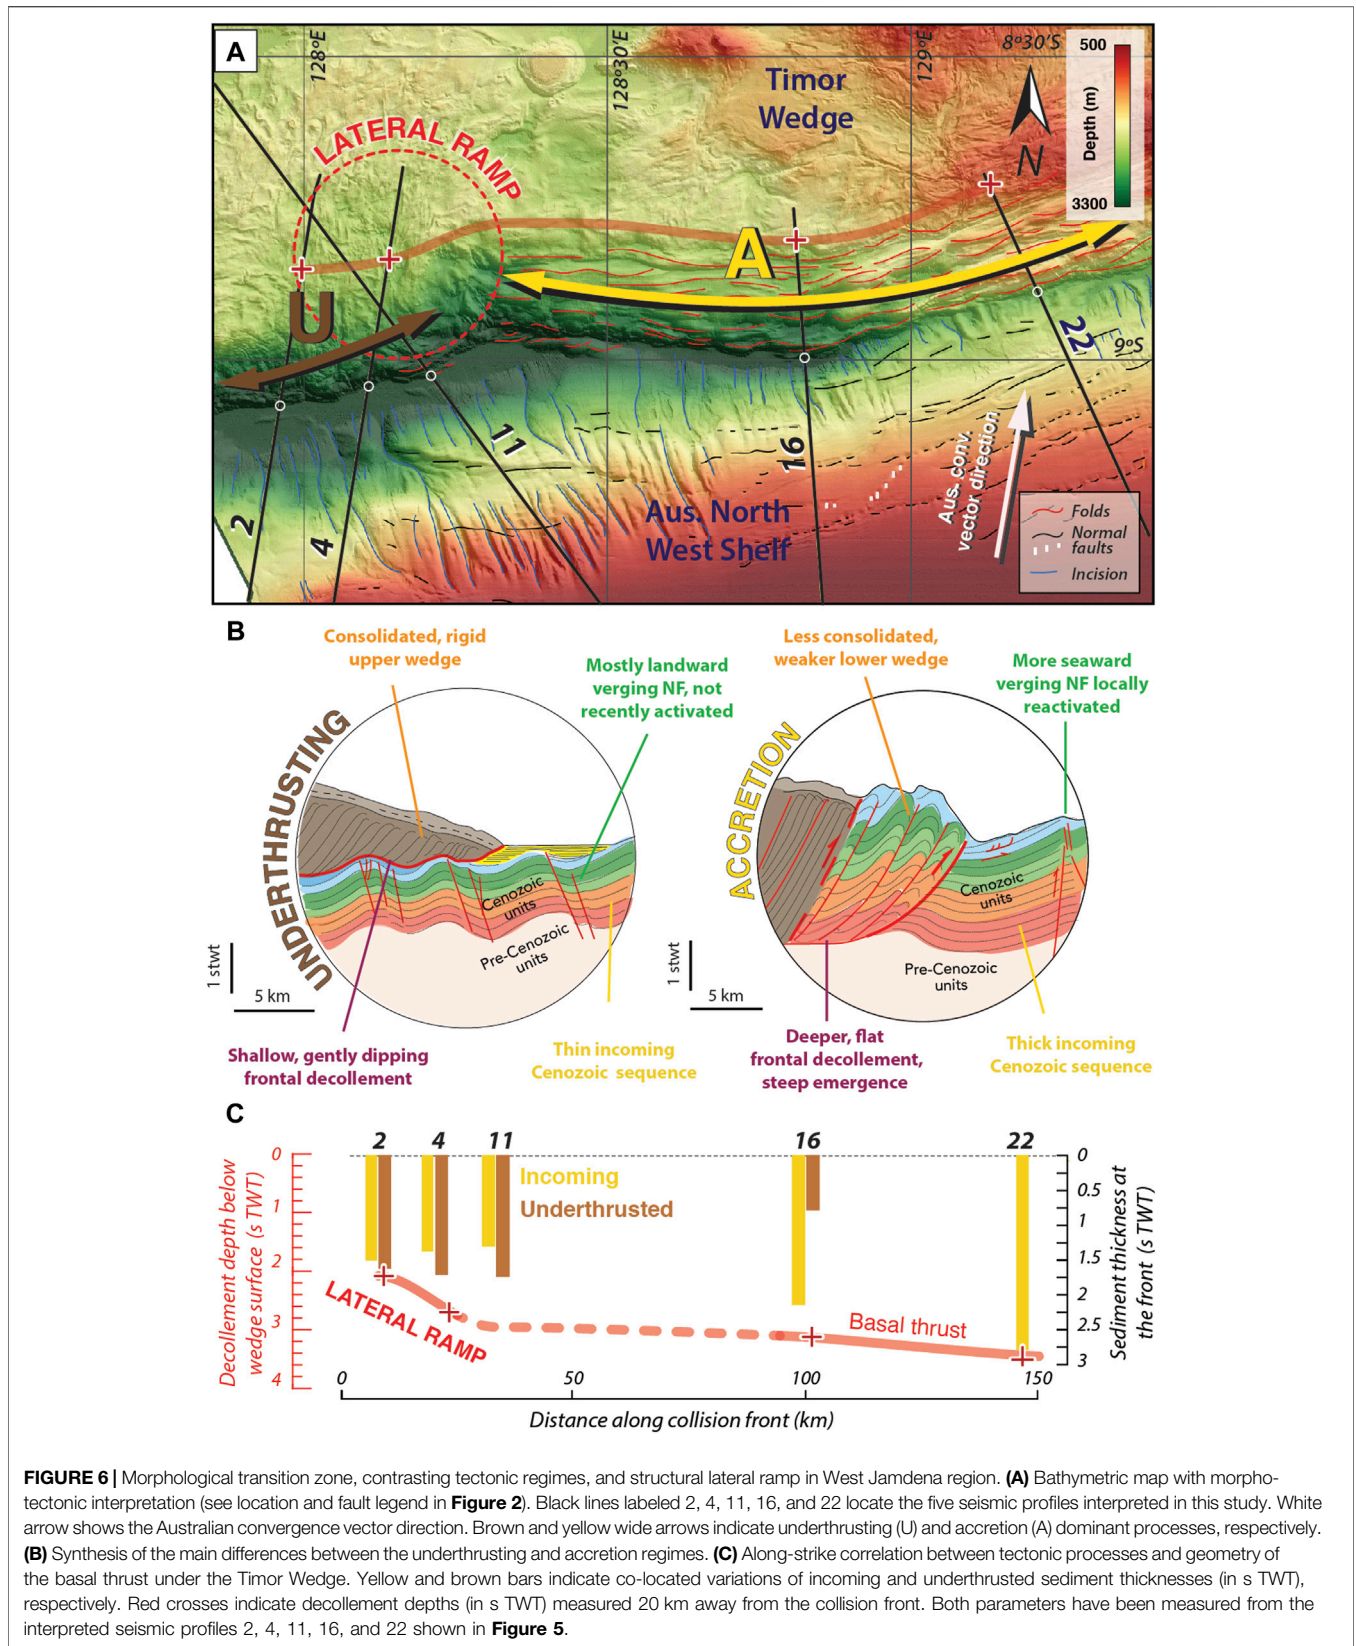 A
128°E
128°30'E
129°E
8°30'S
500
Depth (m)
3300
Timor
Wedge
N
LATERAL RAMP
A
U
22
9°S
11
16
2
4
Aus. conv.
vector direction
Aus. North
West Shelf
Folds
Normal
faults
Incision
B
Consolidated, rigid
upper wedge
Mostly landward
verging NF, not
recently activated
Less consolidated,
weaker lower wedge
More seaward
verging NF locally
reactivated
UNDERTHRUSTING
ACCRETION
Cenozoic
units
Pre-Cenozoic
units
Cenozoic
units
Pre-Cenozoic
units
1 stwt
5 km
1 stwt
5 km
Shallow, gently dipping
frontal decollement
Thin incoming
Cenozoic sequence
Deeper, flat
frontal decollement,
steep emergence
Thick incoming
Cenozoic sequence
C
2 4 11 16 22
Decollement depth below
wedge surface (s TWT)
0
1
2
3
4
Incoming
Underthrusted
LATERAL RAMP
Basal thrust
0
0.5
1
1.5
2
2.5
3
Sediment thickness at
the front (s TWT)
0 50 100 150
Distance along collision front (km)
FIGURE 6 | Morphological transition zone, contrasting tectonic regimes, and structural lateral ramp in West Jamdena region. (A) Bathymetric map with morpho-
tectonic interpretation (see location and fault legend in Figure 2). Black lines labeled 2, 4, 11, 16, and 22 locate the five seismic profiles interpreted in this study. White
arrow shows the Australian convergence vector direction. Brown and yellow wide arrows indicate underthrusting (U) and accretion (A) dominant processes, respectively.
(B) Synthesis of the main differences between the underthrusting and accretion regimes. (C) Along-strike correlation between tectonic processes and geometry of
the basal thrust under the Timor Wedge. Yellow and brown bars indicate co-located variations of incoming and underthrusted sediment thicknesses (in s TWT),
respectively. Red crosses indicate decollement depths (in s TWT) measured 20 km away from the collision front. Both parameters have been measured from the
interpreted seismic profiles 2, 4, 11, 16, and 22 shown in Figure 5.